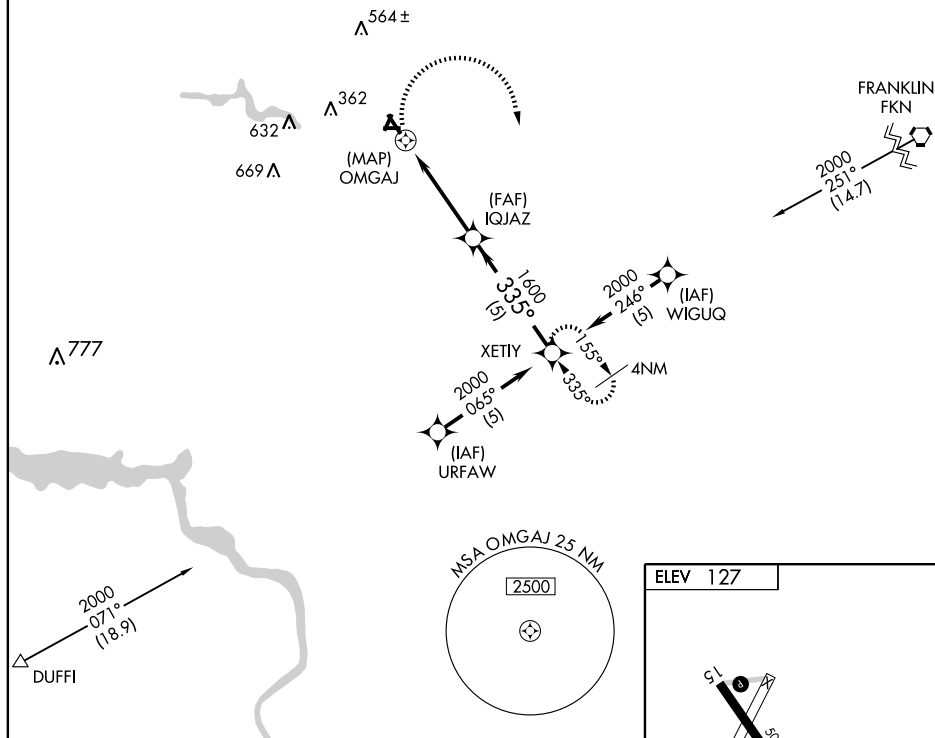 564±
362
632
669
(MAP)
OMGAJ
FRANKLIN
FKN
2000
251°
(14.7)
(FAF)
IQJAZ
1600
335°
(5)
2000
246°
(5)
(IAF)
WIGUQ
XETIY
155°
335°
4NM
777
2000
065°
(5)
(IAF)
URFAW
MSA OMGAJ 25 NM
2500
ELEV 127
2000
071°
(18.9)
DUFFI
15
P
X
50